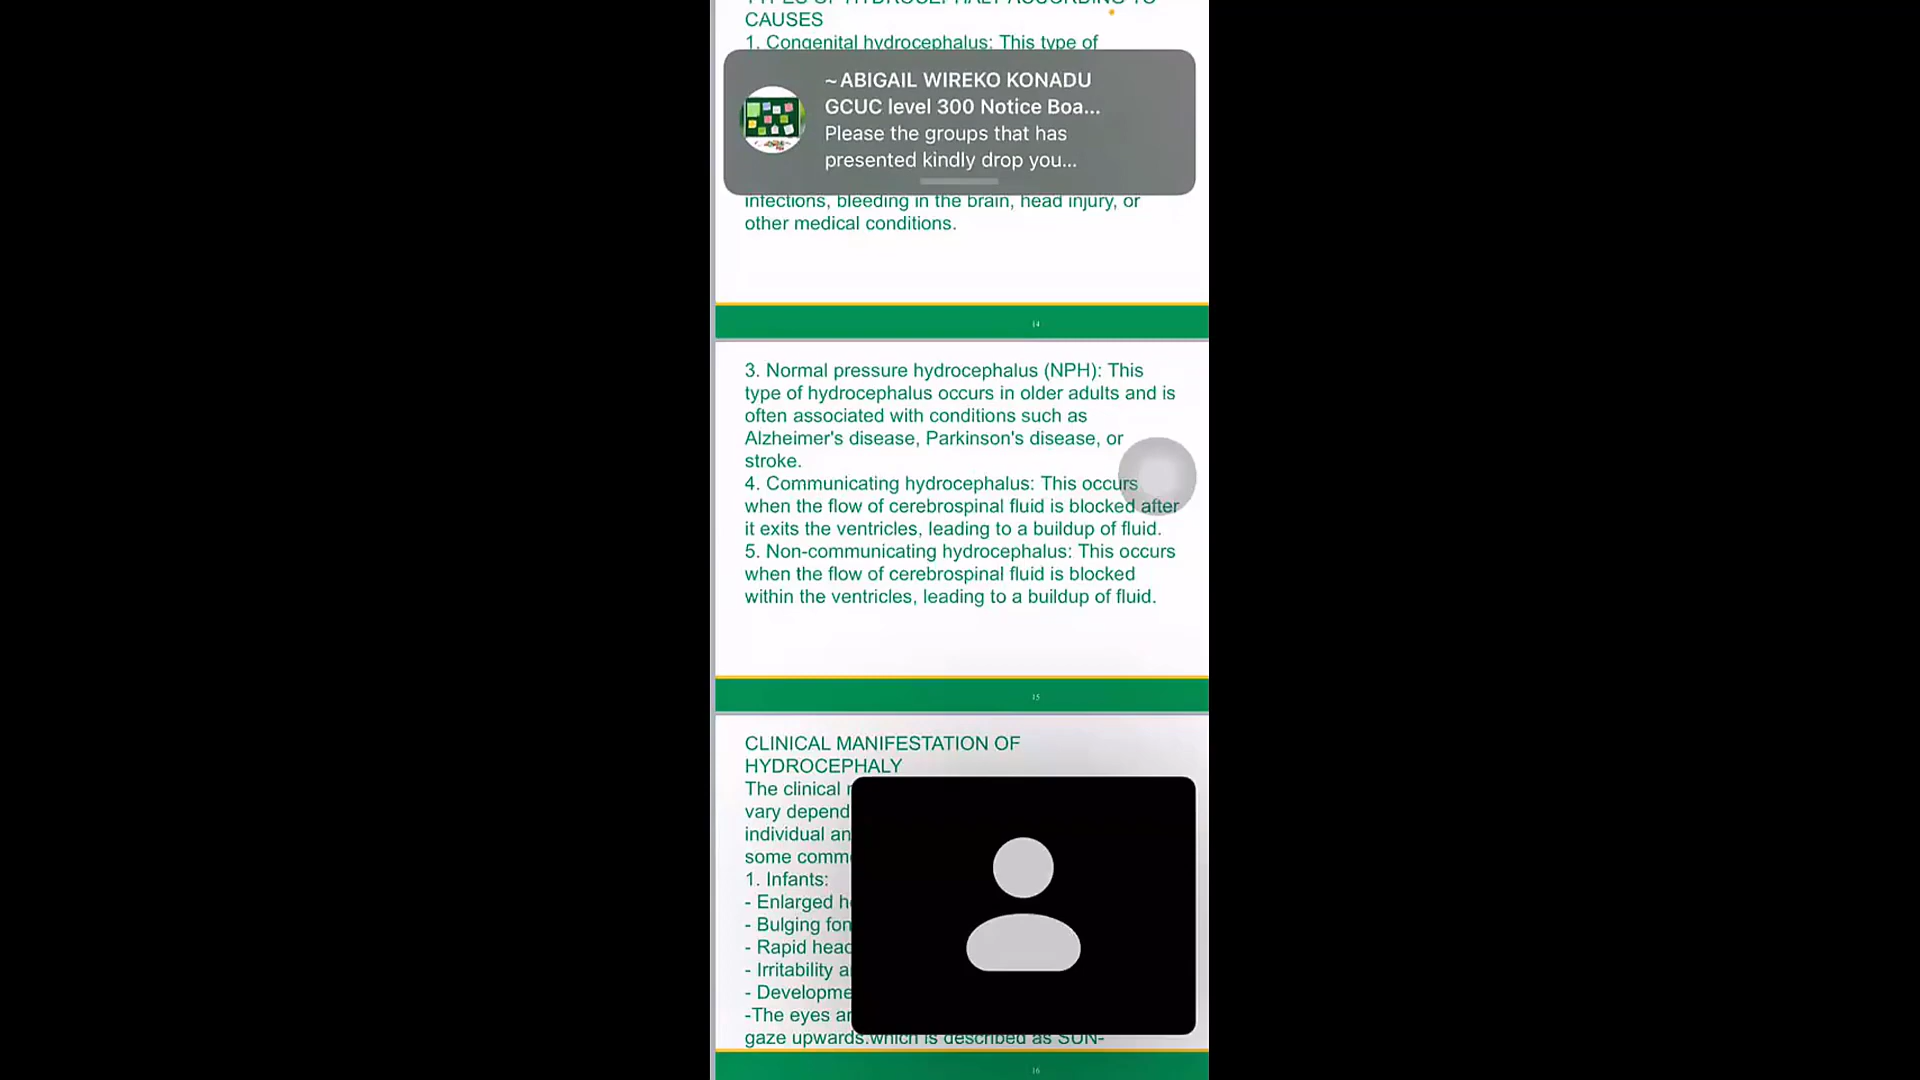 CAUSES
1. Congenital hydrocephalus: This type of
~ABIGAIL WIREKO KONADU
GCUC level 300 Notice Boa...
Please the groups that has
presented kindly drop you...
infections, bleeding in the brain, head injury, or
other medical conditions.
14
3. Normal pressure hydrocephalus (NPH): This
type of hydrocephalus occurs in older adults and is
often associated with conditions such as
Alzheimer's disease, Parkinson's disease, or
stroke.
4. Communicating hydrocephalus: This occurs
when the flow of cerebrospinal fluid is blocked after
it exits the ventricles, leading to a buildup of fluid.
5. Non-communicating hydrocephalus: This occurs
when the flow of cerebrospinal fluid is blocked
within the ventricles, leading to a buildup of fluid.
15
CLINICAL MANIFESTATION OF
HYDROCEPHALY
The clinical
vary depend
individual an
some comm
1. Infants:
- Enlarged h
- Bulging fon
- Rapid head
- Irritability a
- Developme
-The eyes ar
gaze upwards.which is described as SUN-
16